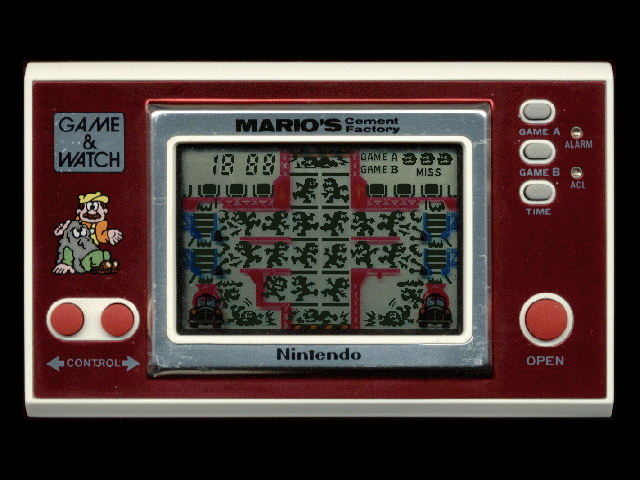 MARIO'S Cement Factory
GAME & WATCH
18 88
GAME A
GAME B
MISS
GAME A
ALARM
GAME B
ACL
TIME
CONTROL
Nintendo
OPEN